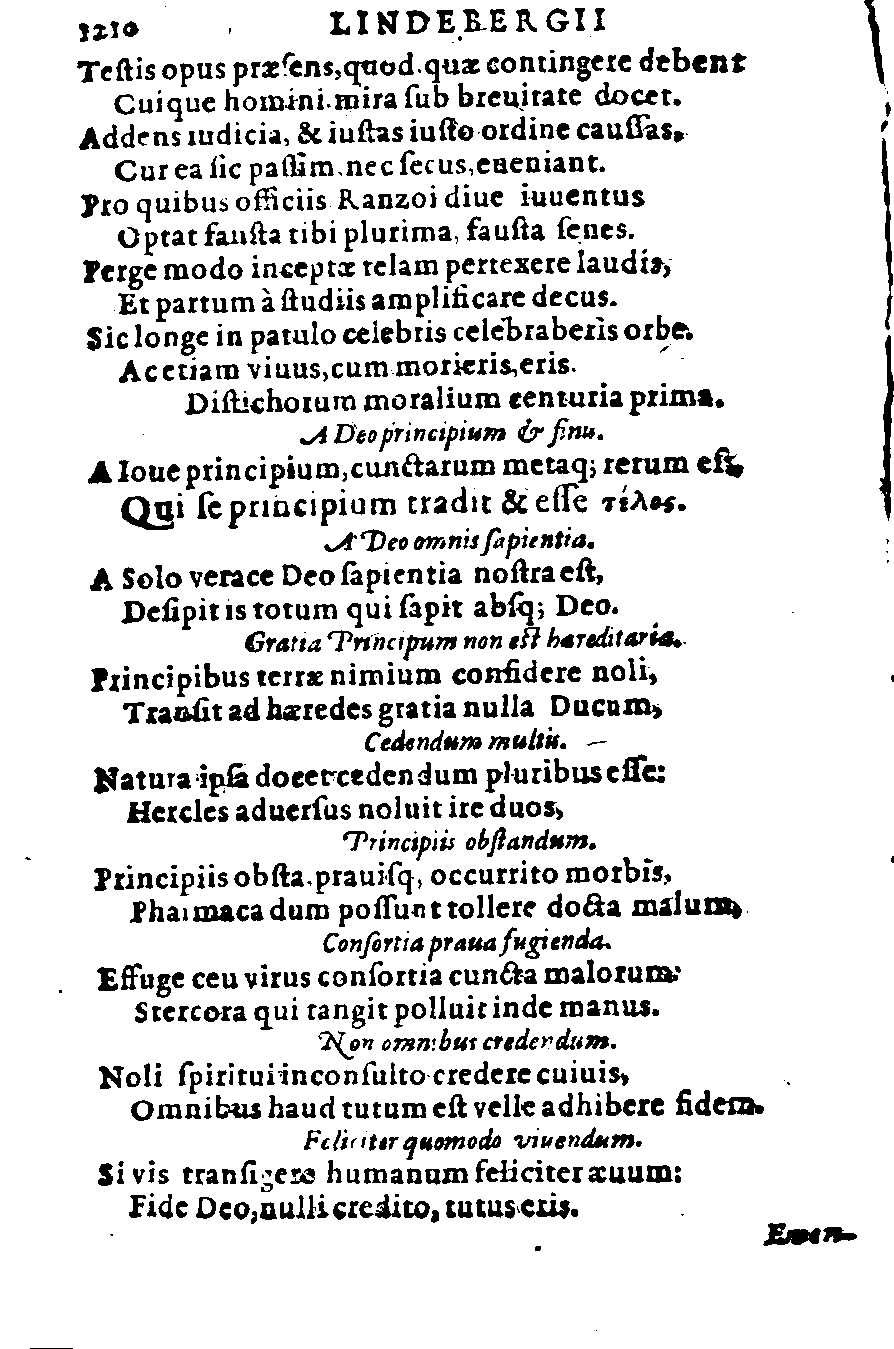 1210 LINDEBERGII
Teſtis opus præſens, quod, quæ contingere debent
Cuique homini, mira ſub breuitate docet.
Addens iudicia, & iuſtas iuſto ordine cauſſas,
Cur ea ſic paſſim, nec ſecus, eueniant.
Pro quibus officiis Ranzoi diue iuuentus
Optat fauſta tibi plurima, fauſta ſenes.
Perge modo inceptæ telam pertexere laudis,
Et partum à ſtudiis amplificare decus.
Sic longe in patulo celebris celebraberis orbe.
Ac etiam viuus, cum morieris, eris.
Diſtichorum moralium centuria prima.
A Deo principium & finis.
A Ioue principium, cunctarum metaq; rerum eſt,
Qui ſe principium tradit & eſſe τέλος.
A Deo omnis ſapientia.
A Solo verace Deo ſapientia noſtra eſt,
Deſipit is totum qui ſapit abſq; Deo.
Gratia Principum non eſt hæreditaria.
Principibus terræ nimium confidere noli,
Tranſit ad hæredes gratia nulla Ducum,
Cedendum multis.
Natura ipſa docet cedendum pluribus eſſe:
Hercles aduerſus noluit ire duos,
Principiis obſtandum.
Principiis obſta, prauiſq, occurrito morbis,
Pharmaca dum poſſunt tollere docta malum,
Conſortia praua fugienda.
Effuge ceu virus conſortia cuncta malorum:
Stercora qui tangit polluit inde manus.
Non omnibus credendum.
Noli ſpiritui inconſulto credere cuiuis,
Omnibus haud tutum eſt velle adhibere fidem.
Feliciter quomodo viuendum.
Si vis tranſigere humanum feliciter æuum:
Fide Deo, nulli credito, tutus eris.
Emen-